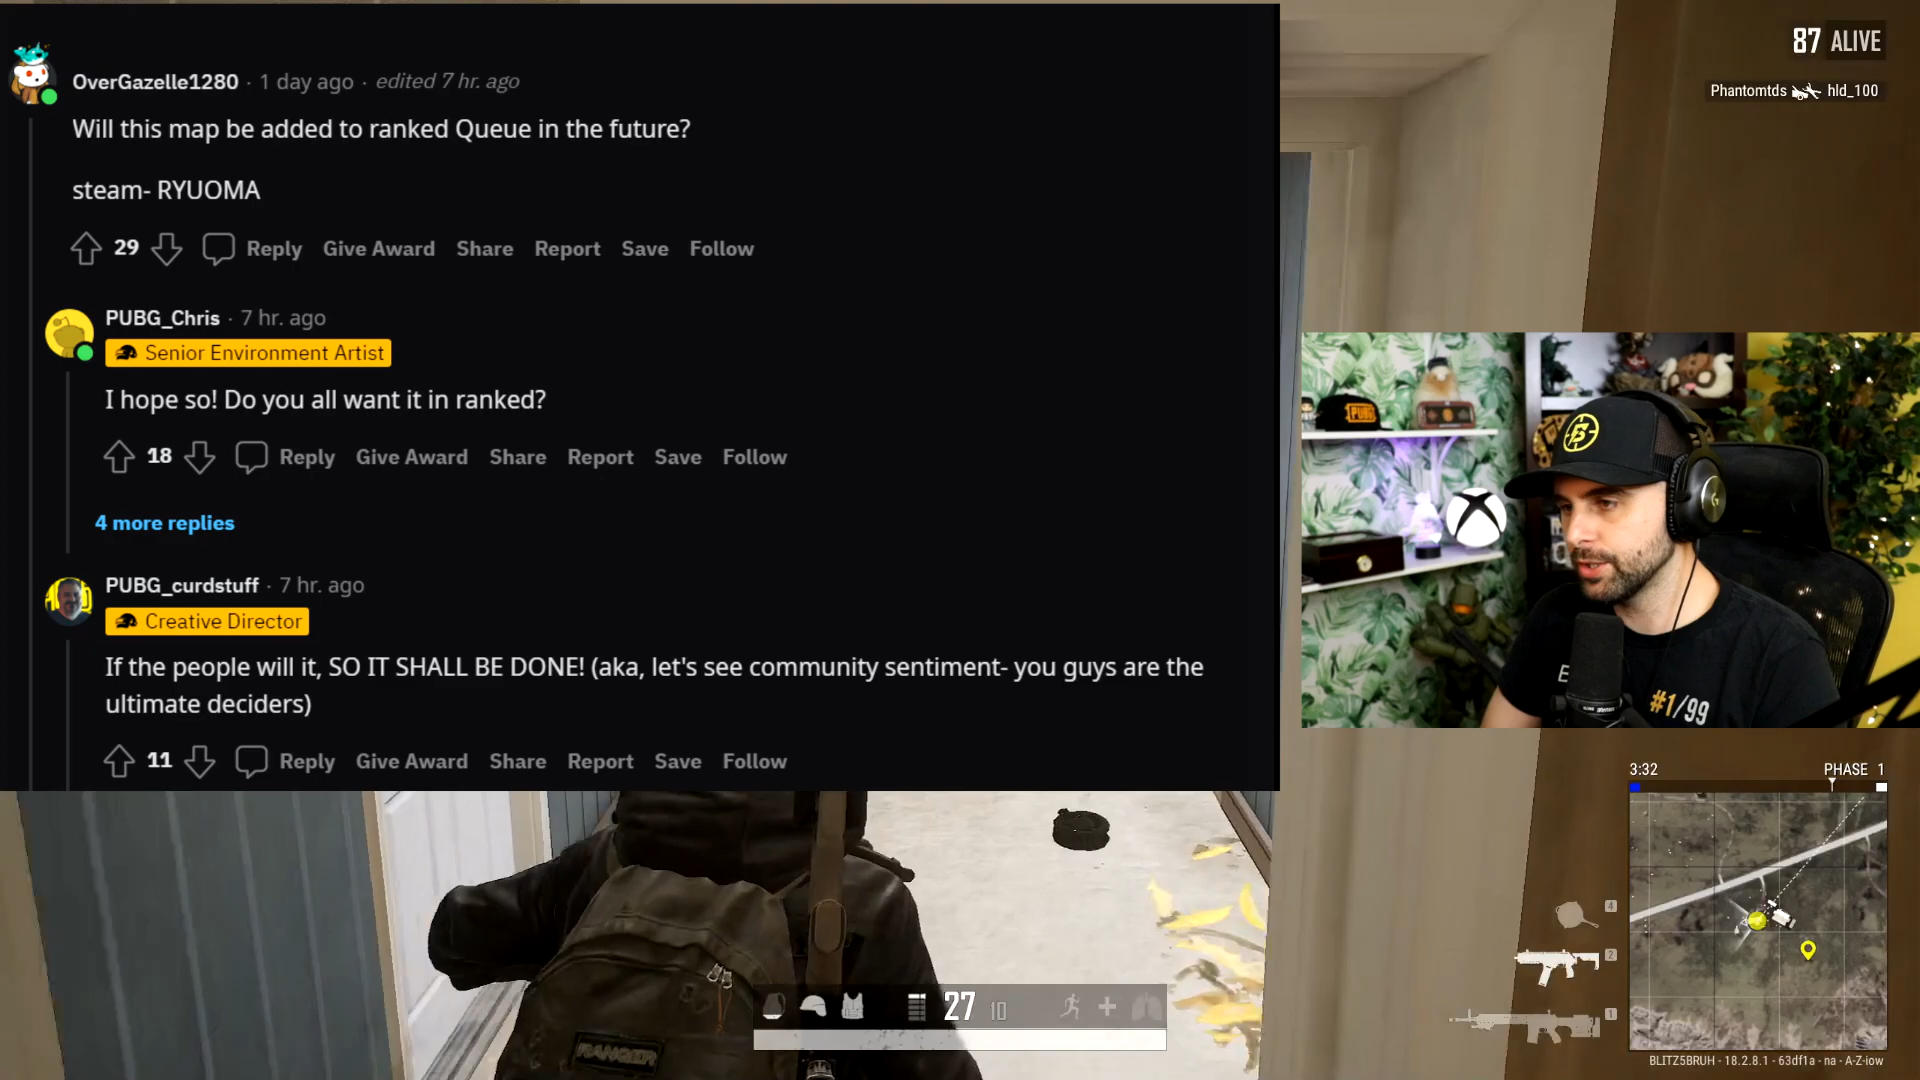 OverGazelle1280 · 1 day ago · edited 7 hr. ago
Will this map be added to ranked Queue in the future?
steam- RYUOMA
29 Reply Give Award Share Report Save Follow
PUBG_Chris · 7 hr. ago
Senior Environment Artist
I hope so! Do you all want it in ranked?
18 Reply Give Award Share Report Save Follow
4 more replies
PUBG_curdstuff · 7 hr. ago
Creative Director
If the people will it, SO IT SHALL BE DONE! (aka, let's see community sentiment- you guys are the
ultimate deciders)
11 Reply Give Award Share Report Save Follow
87 ALIVE
Phantomtds hld_100
PUBG
#1/99
3:32 PHASE 1
4
2
1
27 10
RANGER
BLITZ5BRUH - 18.2.8.1 - 63df1a - na - A-Z-iow